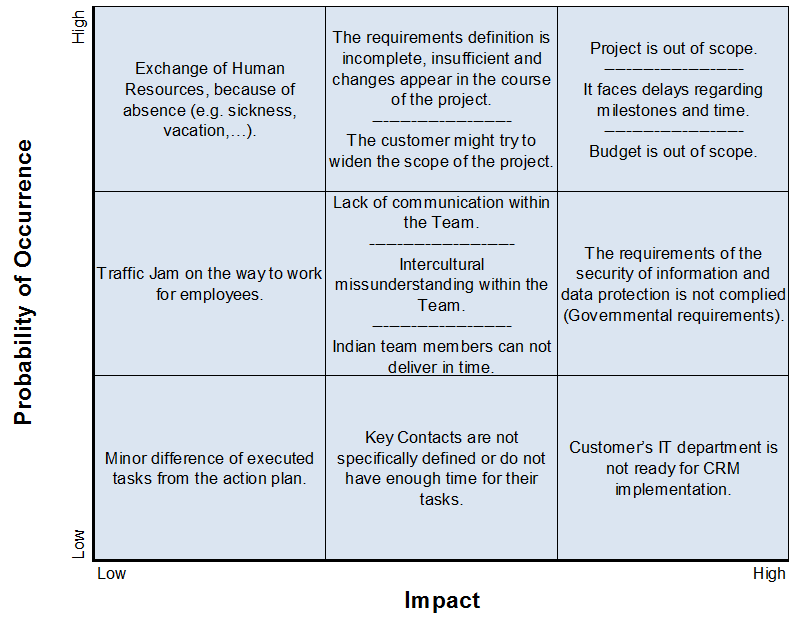 High
Exchange of Human
Resources, because of
absence (e.g. sickness,
vacation,…).
The requirements definition is
incomplete, insufficient and
changes appear in the course
of the project.
The customer might try to
widen the scope of the project.
Project is out of scope.
It faces delays regarding
milestones and time.
Budget is out of scope.
Probability of Occurrence
Traffic Jam on the way to work
for employees.
Lack of communication within
the Team.
Intercultural
missunderstanding within the
Team.
Indian team members can not
deliver in time.
The requirements of the
security of information and
data protection is not complied
(Governmental requirements).
Minor difference of executed
tasks from the action plan.
Key Contacts are not
specifically defined or do not
have enough time for their
tasks.
Customer’s IT department is
not ready for CRM
implementation.
Low
Low
High
Impact